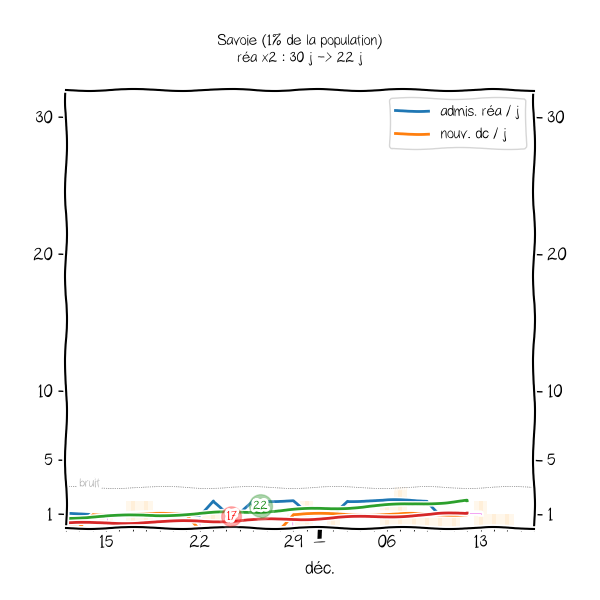 Savoie (1% de la population)
réa x2 : 30 j -> 22 j
admis. réa / j
nouv. dc / j
30
30
20
20
10
10
5
5
bruit
22
17
1
1
15
22
29
06
13
déc.